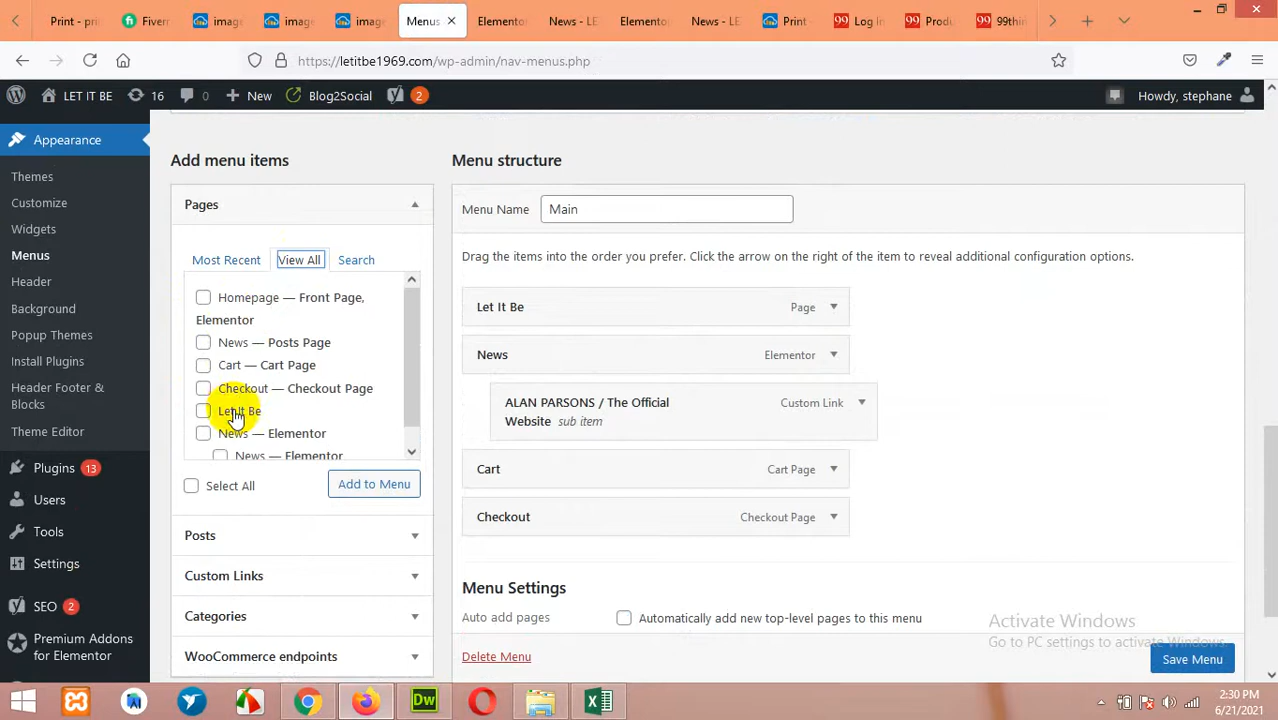 Print - pri
Fiverr
image
image
image
Menus
Elementor
News - LE
Elementor
News - LE
Print -
Log In
Produ
99thin
https://letitbe1969.com/wp-admin/nav-menus.php
LET IT BE
16
0
New
Blog2Social
2
Howdy, stephane
Appearance
Themes
Customize
Widgets
Menus
Header
Background
Popup Themes
Install Plugins
Header Footer &
Blocks
Theme Editor
Plugins 13
Users
Tools
Settings
SEO 2
Premium Addons
for Elementor
Add menu items
Pages
Most Recent
View All
Search
Homepage — Front Page,
Elementor
News — Posts Page
Cart — Cart Page
Checkout — Checkout Page
Let It Be
News — Elementor
News — Elementor
Select All
Add to Menu
Posts
Custom Links
Categories
WooCommerce endpoints
Menu structure
Menu Name
Main
Drag the items into the order you prefer. Click the arrow on the right of the item to reveal additional configuration options.
Let It Be
Page
News
Elementor
ALAN PARSONS / The Official
Custom Link
Website sub item
Cart
Cart Page
Checkout
Checkout Page
Menu Settings
Auto add pages
Automatically add new top-level pages to this menu
Delete Menu
Save Menu
Activate Windows
Go to PC settings to activate Windows.
Dw
2:30 PM
6/21/2021